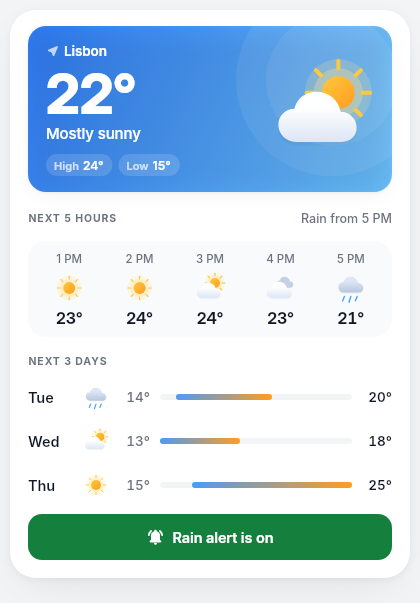 Lisbon
22°
Mostly sunny
High 24° Low 15°
NEXT 5 HOURS Rain from 5 PM
1 PM 2 PM 3 PM 4 PM 5 PM
23° 24° 24° 23° 21°
NEXT 3 DAYS
Tue 14° 20°
Wed 13° 18°
Thu 15° 25°
Rain alert is on